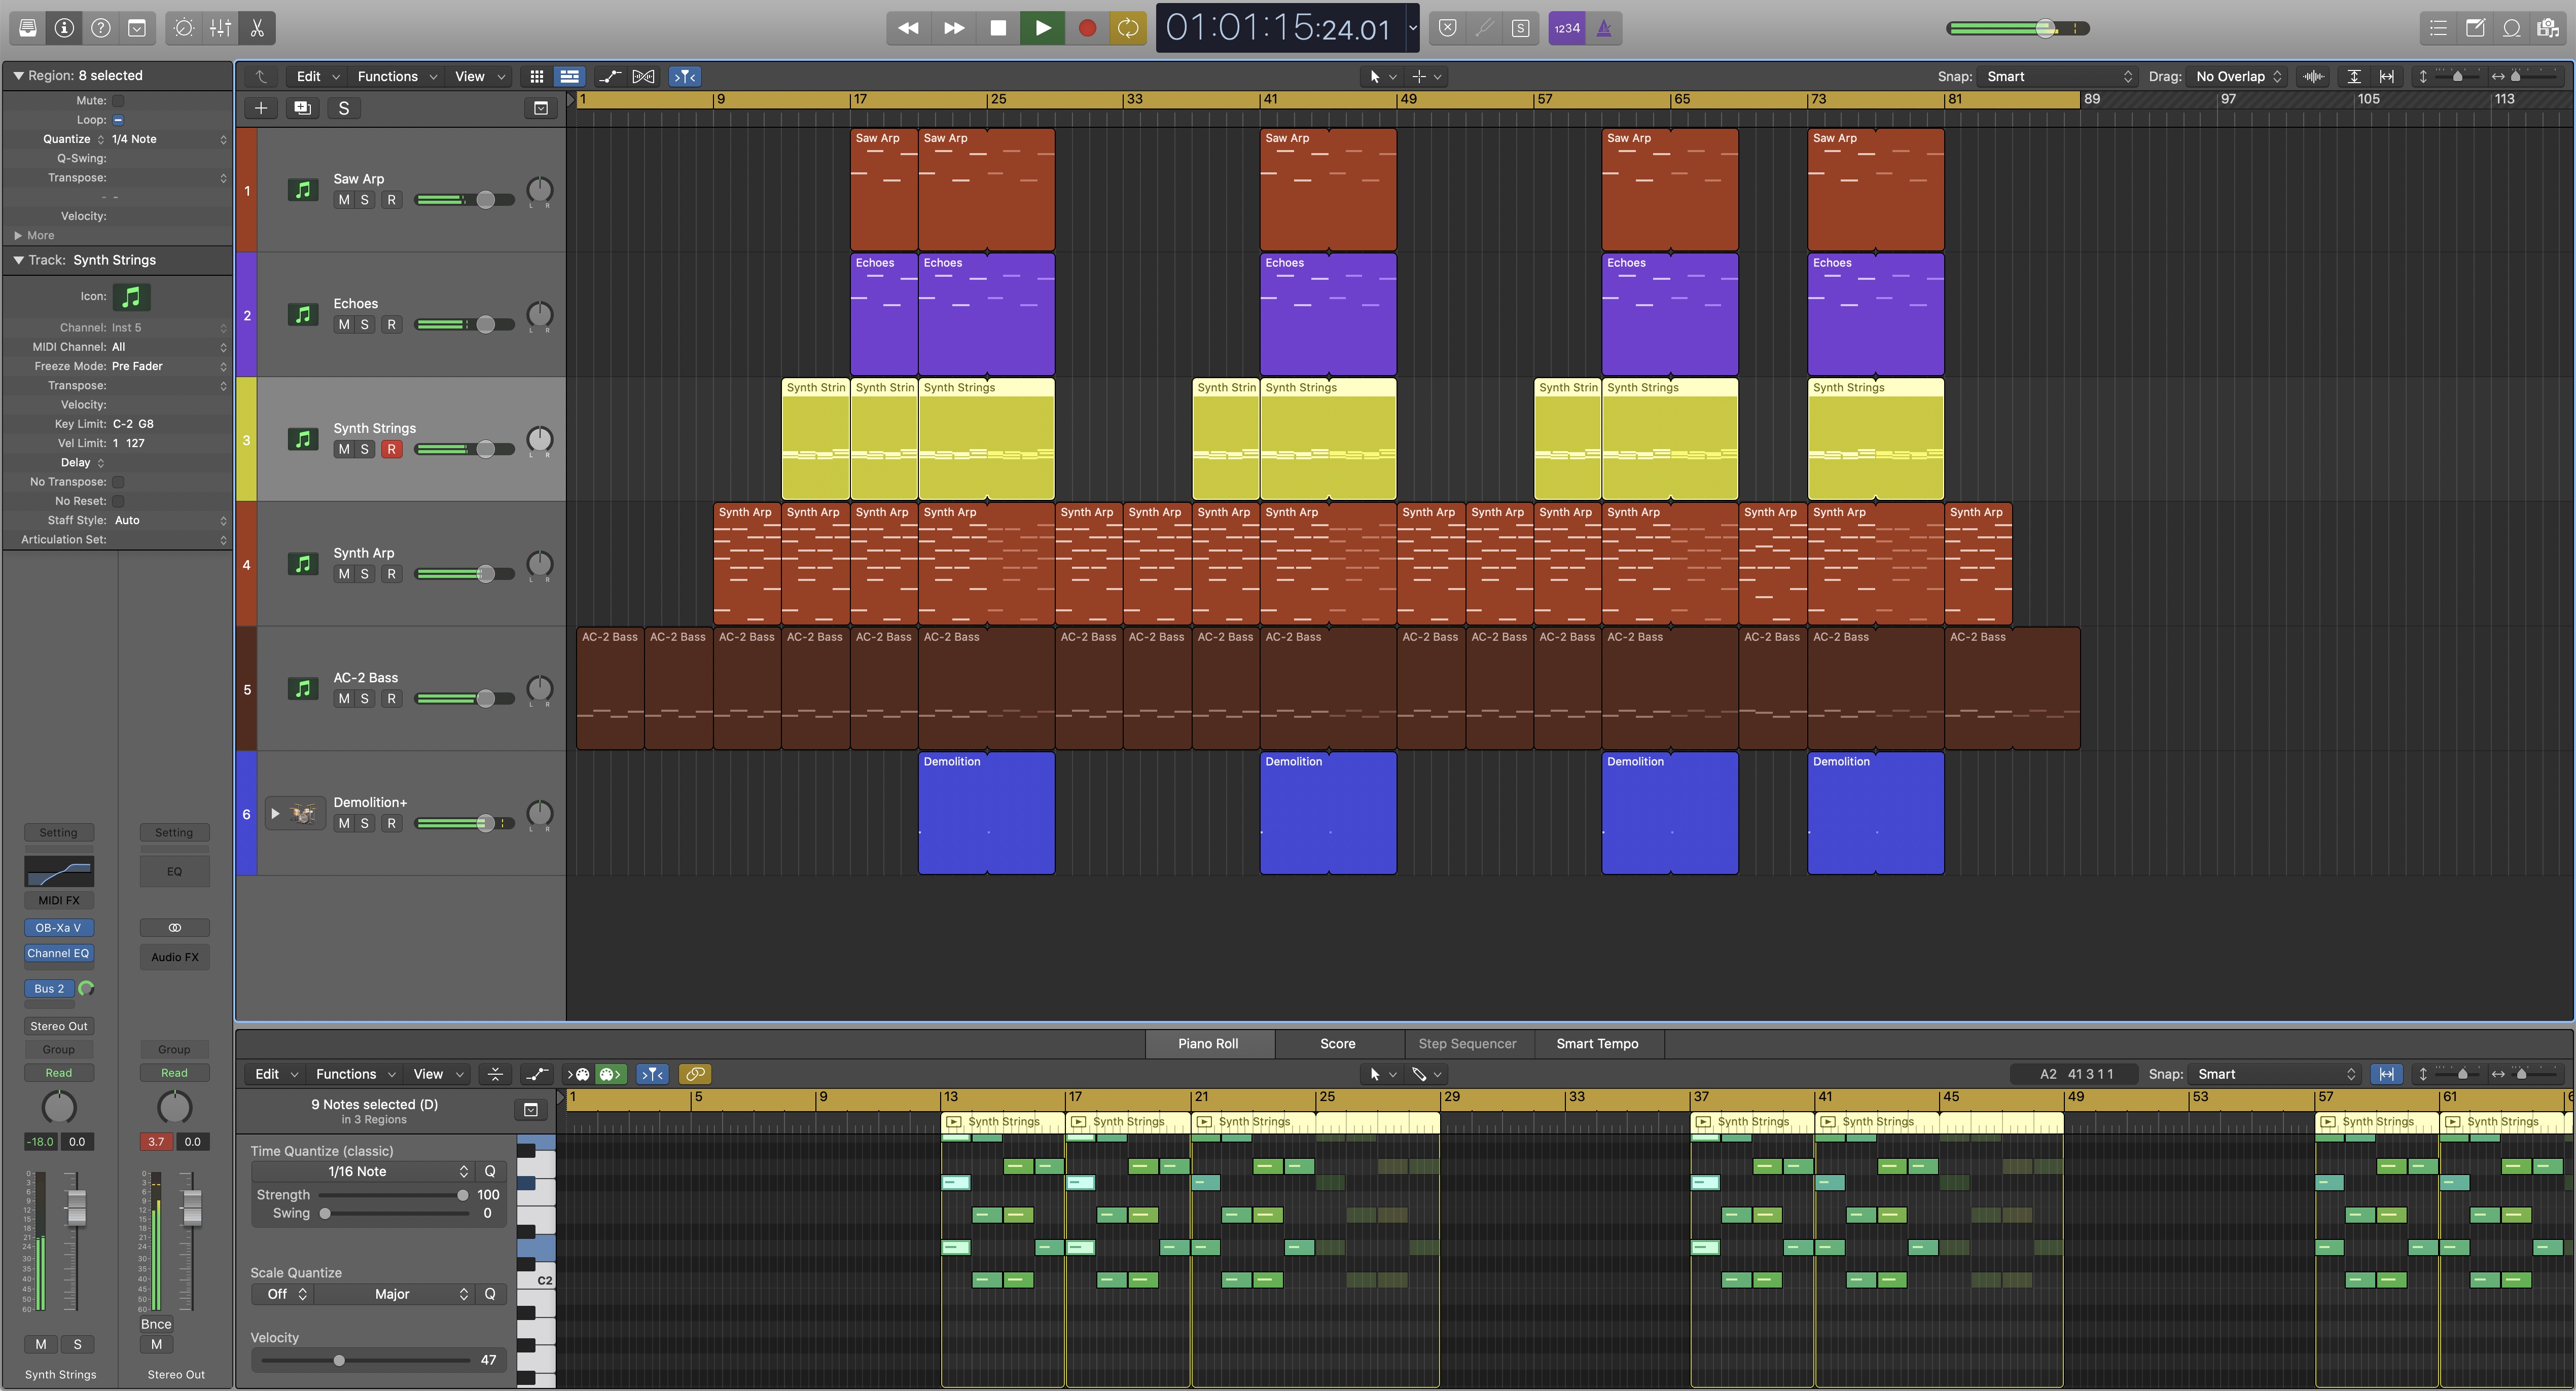 01:01:15:24.01
1234
Region: 8 selected
Mute:
Loop:
Quantize 1/4 Note
Q-Swing:
Transpose:
- -
Velocity:
More
Track: Synth Strings
Icon:
Channel: Inst 5
MIDI Channel: All
Freeze Mode: Pre Fader
Transpose:
Velocity:
Key Limit: C-2 G8
Vel Limit: 1 127
Delay
No Transpose:
No Reset:
Staff Style: Auto
Articulation Set:
Setting Setting
EQ
MIDI FX
OB-Xa V
Channel EQ Audio FX
Bus 2
Stereo Out
Group Group
Read Read
-18.0 0.0 3.7 0.0
Bnce
M S M
Synth Strings Stereo Out
Edit Functions View Snap: Smart Drag: No Overlap
S
1 9 17 25 33 41 49 57 65 73 81 89 97 105 113
1 Saw Arp
M S R
L R
Saw Arp Saw Arp Saw Arp Saw Arp Saw Arp
2 Echoes
M S R
L R
Echoes Echoes Echoes Echoes Echoes
3 Synth Strings
M S R
L R
Synth Strin Synth Strin Synth Strings Synth Strin Synth Strings Synth Strin Synth Strings Synth Strings
4 Synth Arp
M S R
L R
Synth Arp Synth Arp Synth Arp Synth Arp Synth Arp Synth Arp Synth Arp Synth Arp Synth Arp Synth Arp Synth Arp Synth Arp Synth Arp Synth Arp Synth Arp
5 AC-2 Bass
M S R
L R
AC-2 Bass AC-2 Bass AC-2 Bass AC-2 Bass AC-2 Bass AC-2 Bass AC-2 Bass AC-2 Bass AC-2 Bass AC-2 Bass AC-2 Bass AC-2 Bass AC-2 Bass AC-2 Bass AC-2 Bass AC-2 Bass AC-2 Bass
6 Demolition+
M S R
L R
Demolition Demolition Demolition Demolition
Piano Roll Score Step Sequencer Smart Tempo
Edit Functions View A2 41 3 1 1 Snap: Smart
1 5 9 13 17 21 25 29 33 37 41 45 49 53 57 61
9 Notes selected (D)
in 3 Regions
Synth Strings Synth Strings Synth Strings Synth Strings Synth Strings Synth Strings Synth Strings
Time Quantize (classic)
1/16 Note Q
Strength 100
Swing 0
Scale Quantize
Off Major Q
C2
Velocity
47